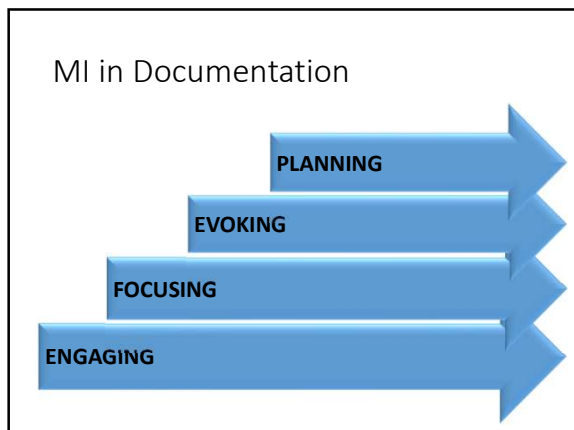 MI in Documentation
PLANNING
EVOKING
FOCUSING
ENGAGING